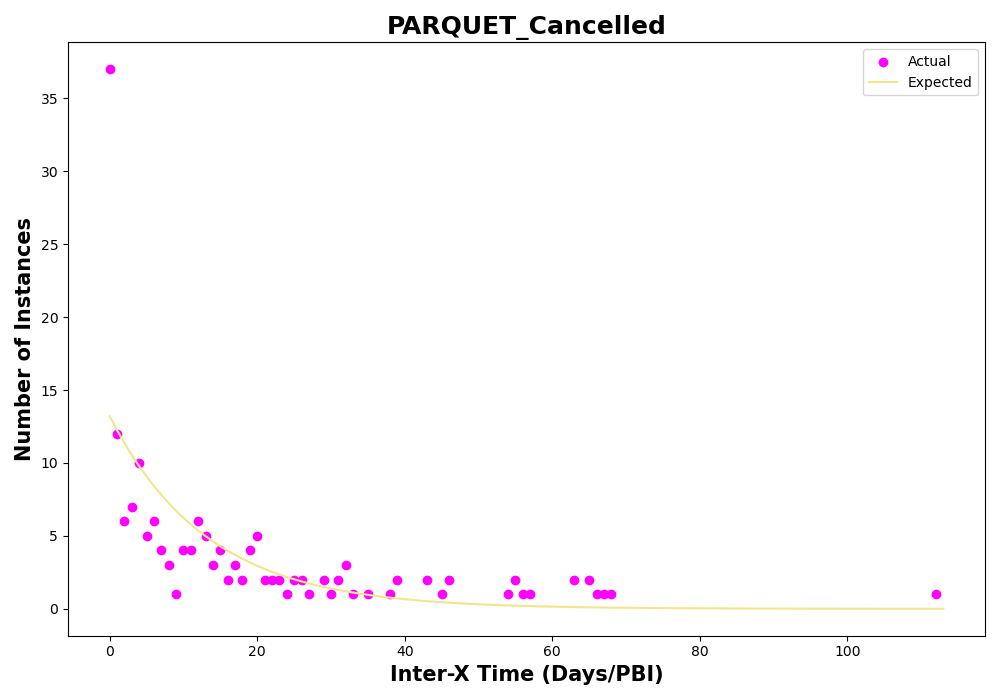 PARQUET_Cancelled
Actual
Expected
Number of Instances
35
30
25
20
15
10
5
0
0 20 40 60 80 100
Inter-X Time (Days/PBI)